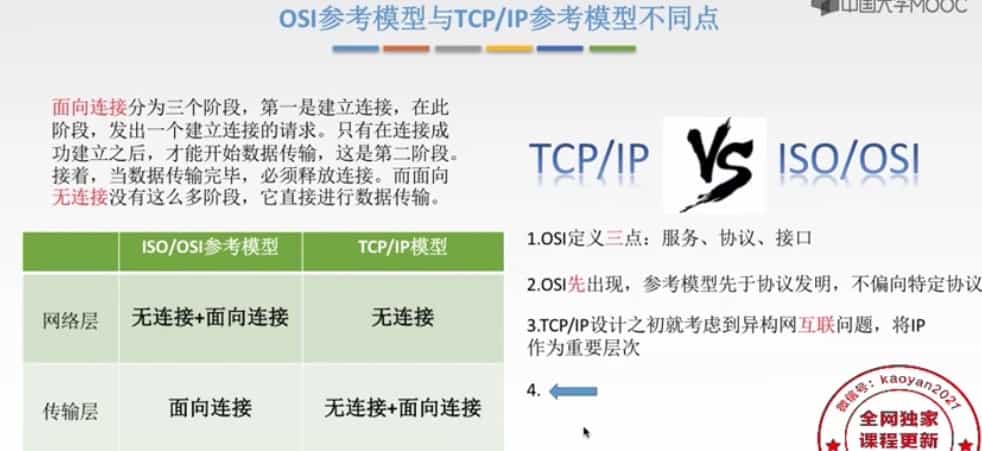 中国大学MOOC
OSI参考模型与TCP/IP参考模型不同点
面向连接分为三个阶段，第一是建立连接，在此
阶段，发出一个建立连接的请求。只有在连接成
功建立之后，才能开始数据传输，这是第二阶段。
接着，当数据传输完毕，必须释放连接。而面向
无连接没有这么多阶段，它直接进行数据传输。
ISO/OSI参考模型 TCP/IP模型
网络层 无连接+面向连接 无连接
传输层 面向连接 无连接+面向连接
TCP/IP VS ISO/OSI
1.OSI定义三点：服务、协议、接口
2.OSI先出现，参考模型先于协议发明，不偏向特定协议
3.TCP/IP设计之初就考虑到异构网互联问题，将IP
作为重要层次
4.
微信号：kaoyan2021
全网独家
课程更新